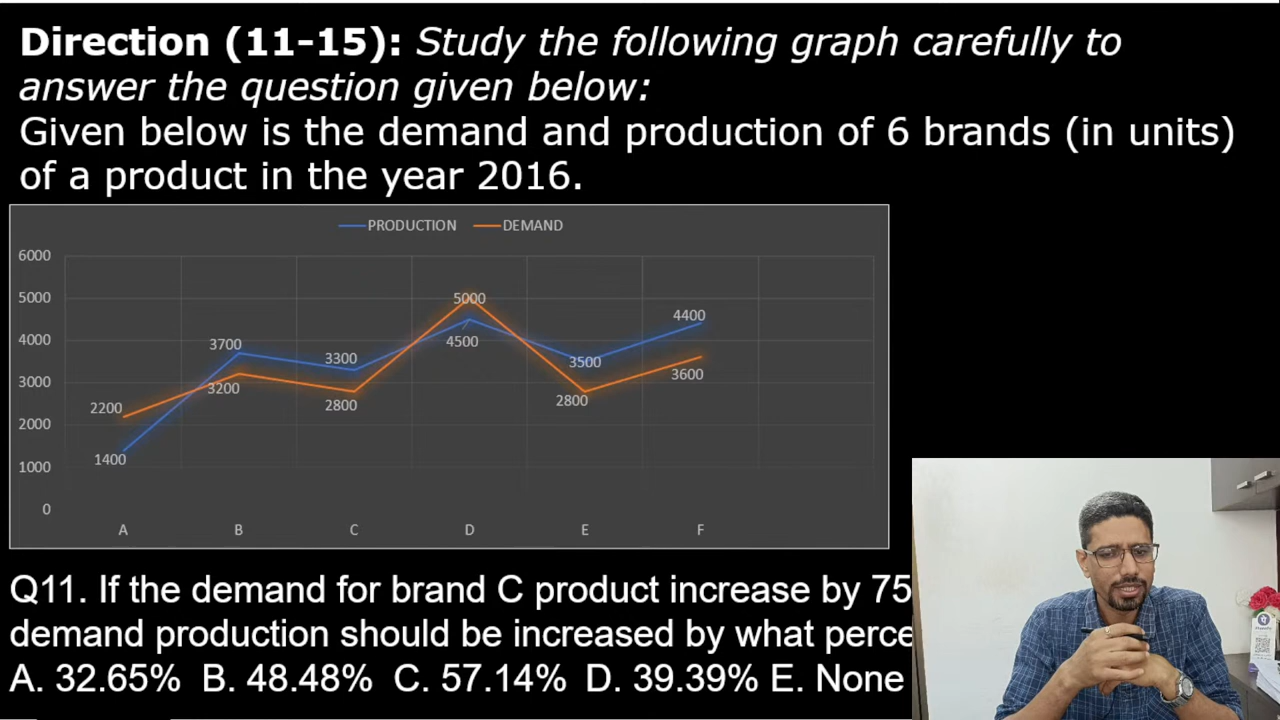 Direction (11-15): Study the following graph carefully to
answer the question given below:
Given below is the demand and production of 6 brands (in units)
of a product in the year 2016.
PRODUCTION DEMAND
6000
5000
4000
3000
2000
1000
0
2200
1400
3700
3200
3300
2800
5000
4500
3500
2800
4400
3600
A B C D E F
Q11. If the demand for brand C product increase by 75
demand production should be increased by what perce
A. 32.65% B. 48.48% C. 57.14% D. 39.39% E. None